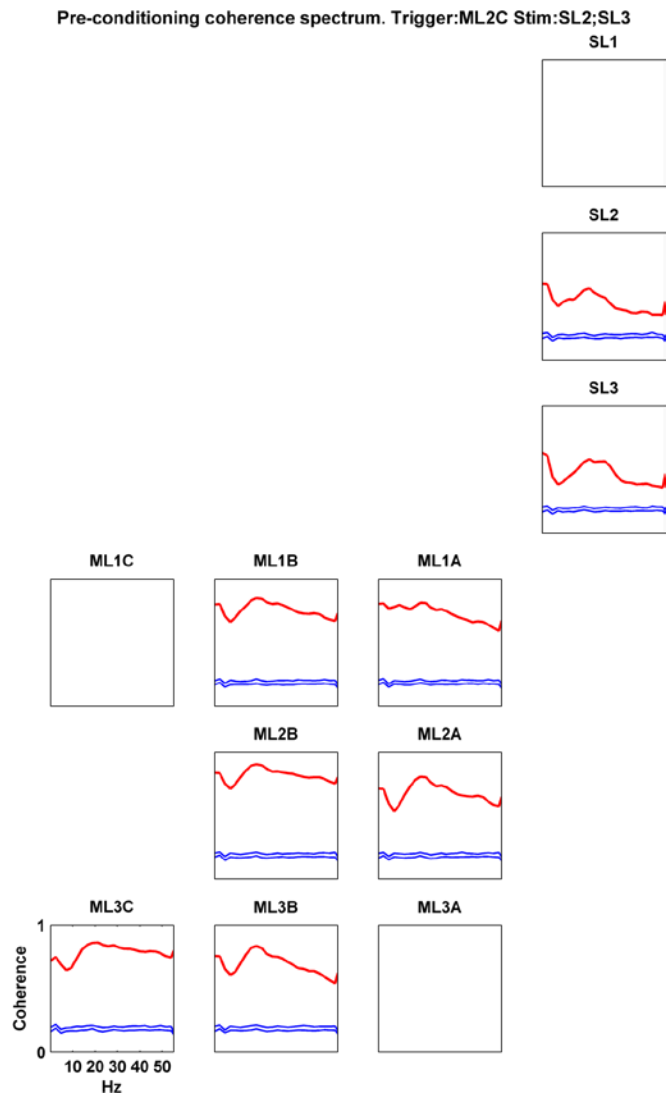 Pre-conditioning coherence spectrum. Trigger:ML2C Stim:SL2;SL3
SL1
SL2
SL3
ML1C ML1B ML1A
ML2B ML2A
ML3C ML3B ML3A
1
Coherence
0
10 20 30 40 50
Hz